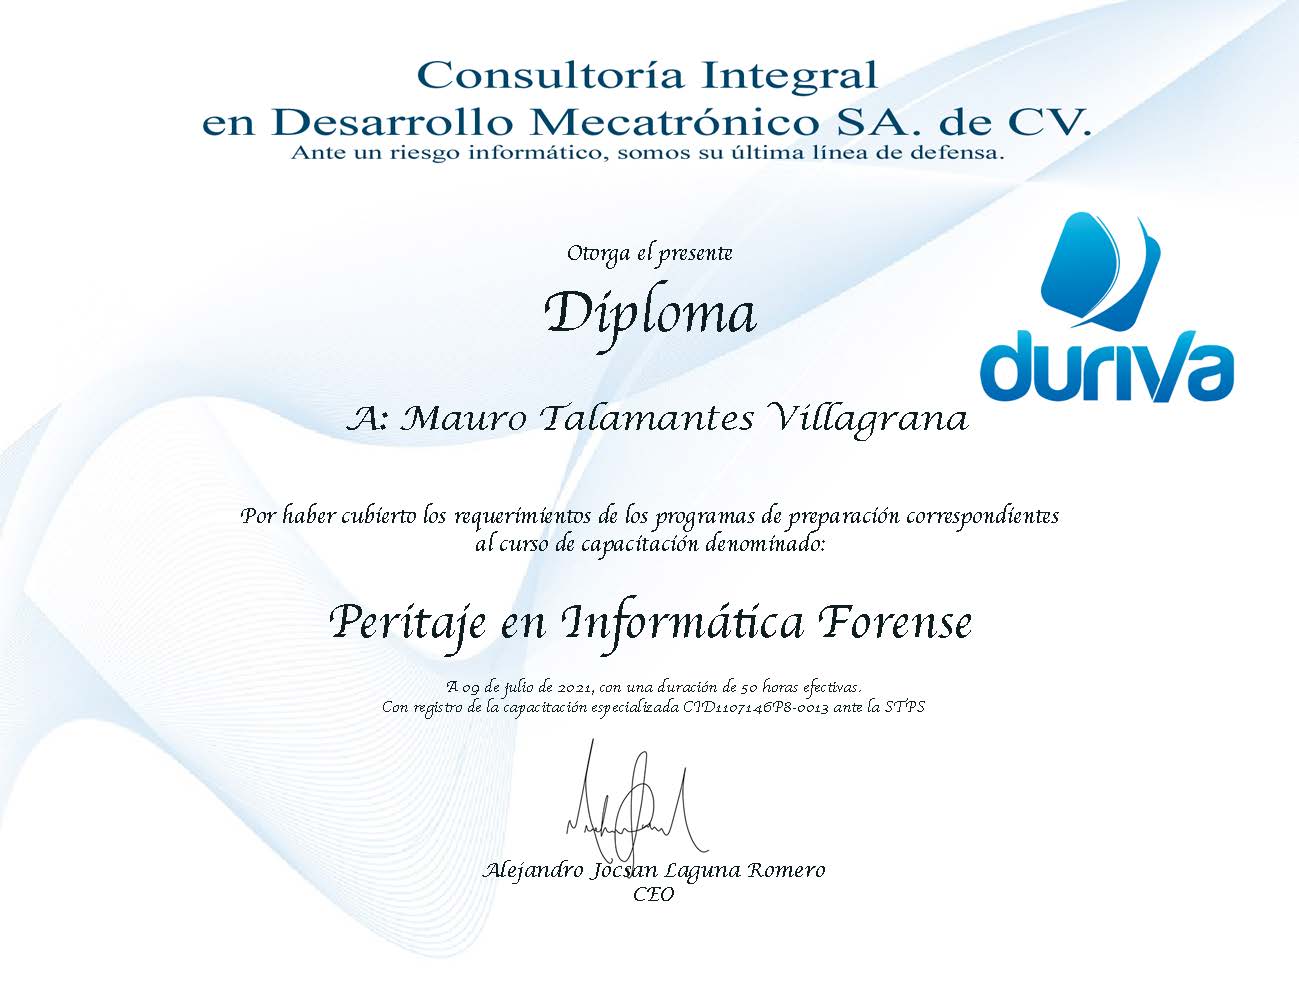 Consultoría Integral
en Desarrollo Mecatrónico SA. de CV.
Ante un riesgo informático, somos su última línea de defensa.
Otorga el presente
Diploma
duriva
A: Mauro Talamantes Villagrana
Por haber cubierto los requerimientos de los programas de preparación correspondientes
al curso de capacitación denominado:
Peritaje en Informática Forense
A 09 de julio de 2021, con una duración de 50 horas efectivas.
Con registro de la capacitación especializada CID1107146P8-0013 ante la STPS
Alejandro Jocsan Laguna Romero
CEO